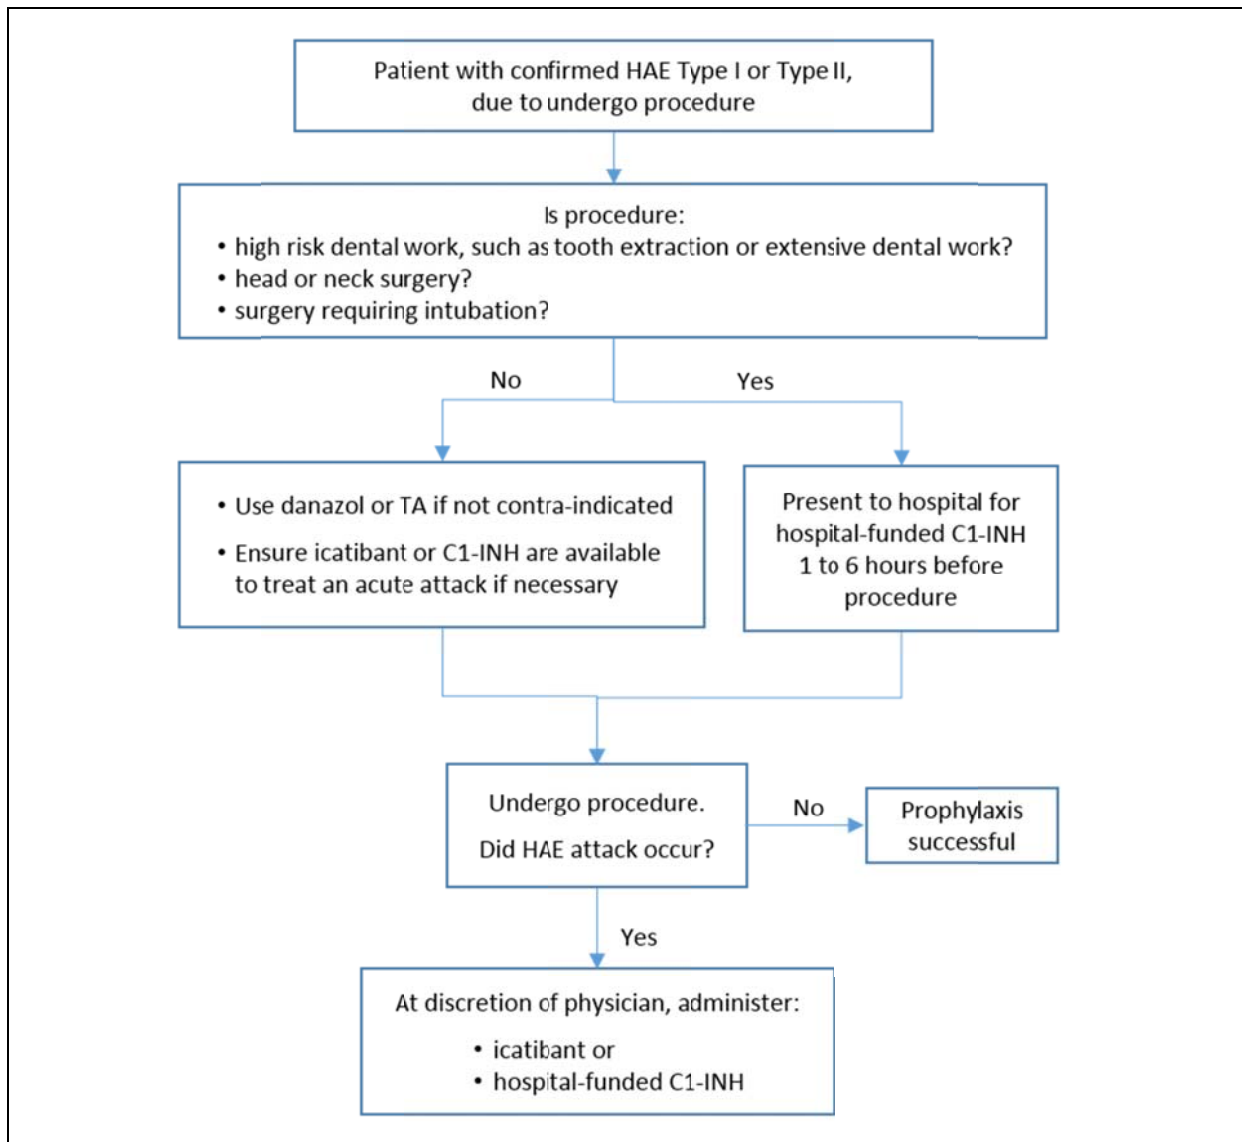 Patient with confirmed HAE Type I or Type II,
due to undergo procedure
Is procedure:
• high risk dental work, such as tooth extraction or extensive dental work?
• head or neck surgery?
• surgery requiring intubation?
No
Yes
• Use danazol or TA if not contra-indicated
• Ensure icatibant or C1-INH are available
to treat an acute attack if necessary
Present to hospital for
hospital-funded C1-INH
1 to 6 hours before
procedure
Undergo procedure.
Did HAE attack occur?
No
Prophylaxis
successful
Yes
At discretion of physician, administer:
• icatibant or
• hospital-funded C1-INH